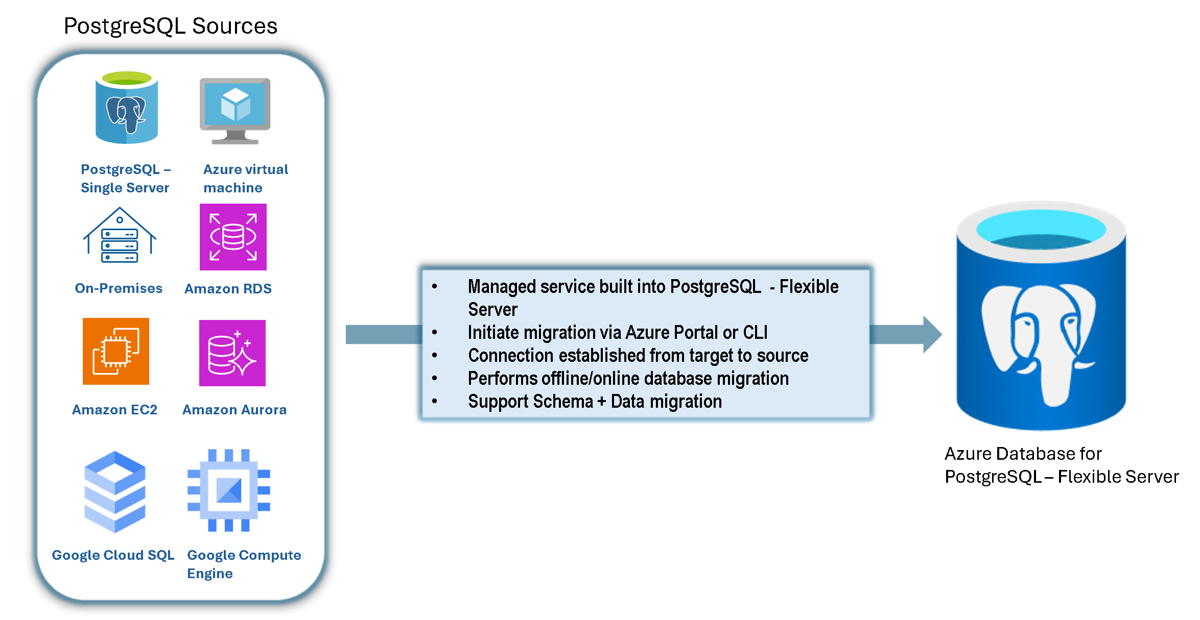 PostgreSQL Sources
PostgreSQL –
Single Server
Azure virtual
machine
On-Premises
Amazon RDS
Amazon EC2
Amazon Aurora
Google Cloud SQL
Google Compute
Engine
• Managed service built into PostgreSQL - Flexible
Server
• Initiate migration via Azure Portal or CLI
• Connection established from target to source
• Performs offline/online database migration
• Support Schema + Data migration
Azure Database for
PostgreSQL – Flexible Server